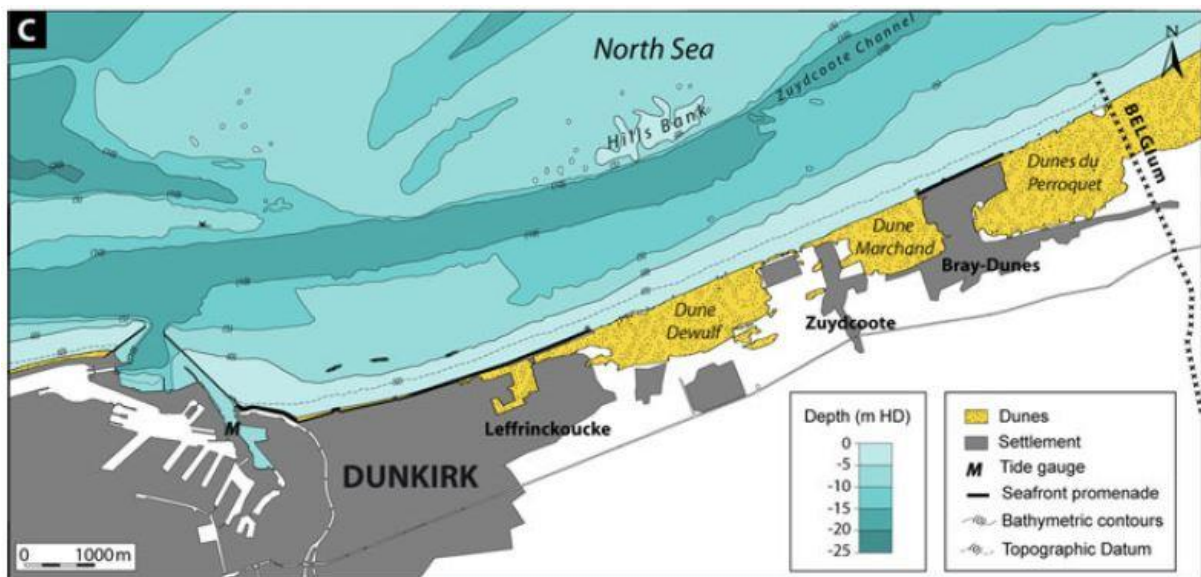 C
North Sea
Zuydcoote Channel
N
Hills Bank
BELGIUM
Dunes du
Perroquet
Dune
Marchand
Bray-Dunes
Dune
Dewulf
Zuydcoote
Leffrinckoucke
M
DUNKIRK
0 1000 m
Depth (m HD)
0
-5
-10
-15
-20
-25
Dunes
Settlement
M Tide gauge
Seafront promenade
Bathymetric contours
Topographic Datum